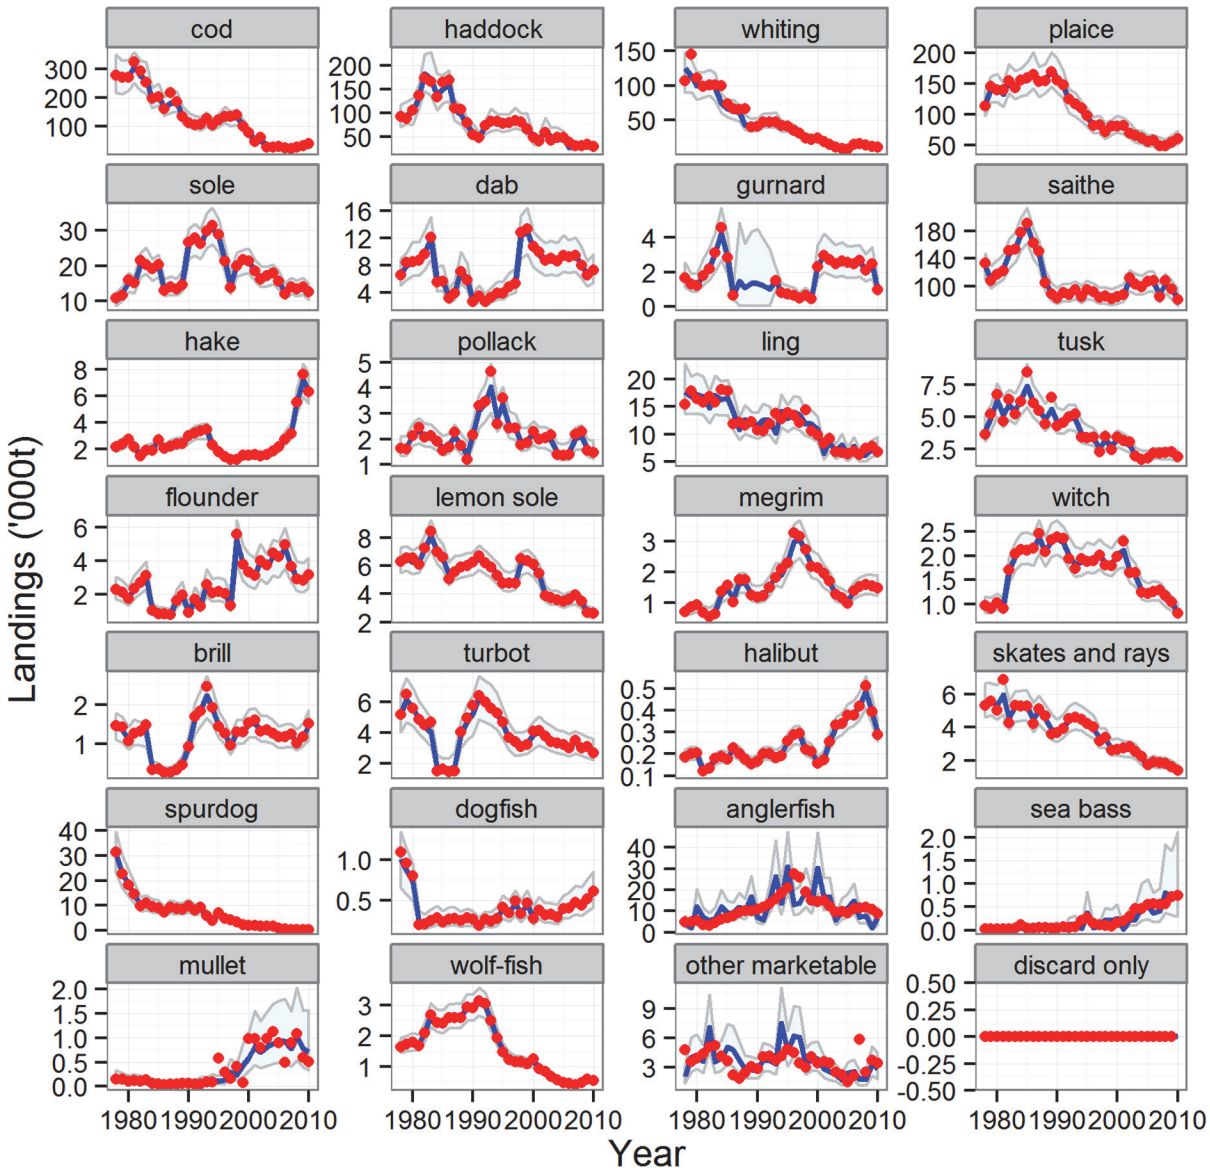 cod haddock whiting plaice
300 200 150 200
200 150 100 150
100 100 50 100
50 50
sole dab gurnard saithe
30 16 4 180
20 12 2 140
10 8 0 100
4
hake pollack ling tusk
8 5 20 7.5
6 4 15 5.0
4 3 10 2.5
2 2 5
1
flounder lemon sole megrim witch
6 8 3 2.5
4 6 2 2.0
2 4 1 1.5
2 1.0
brill turbot halibut skates and rays
2 6 0.5 6
1 4 0.4 4
2 0.3 2
0.2
0.1
spurdog dogfish anglerfish sea bass
40 1.0 40 2.0
30 0.5 30 1.5
20 20 1.0
10 10 0.5
0 0 0.0
mullet wolf-fish other marketable discard only
2.0 3 9 0.50
1.5 2 6 0.25
1.0 1 3 0.00
0.5 -0.25
0.0 -0.50
1980 1990 2000 2010 1980 1990 2000 2010 1980 1990 2000 2010 1980 1990 2000 2010
Year
Landings ('000t)